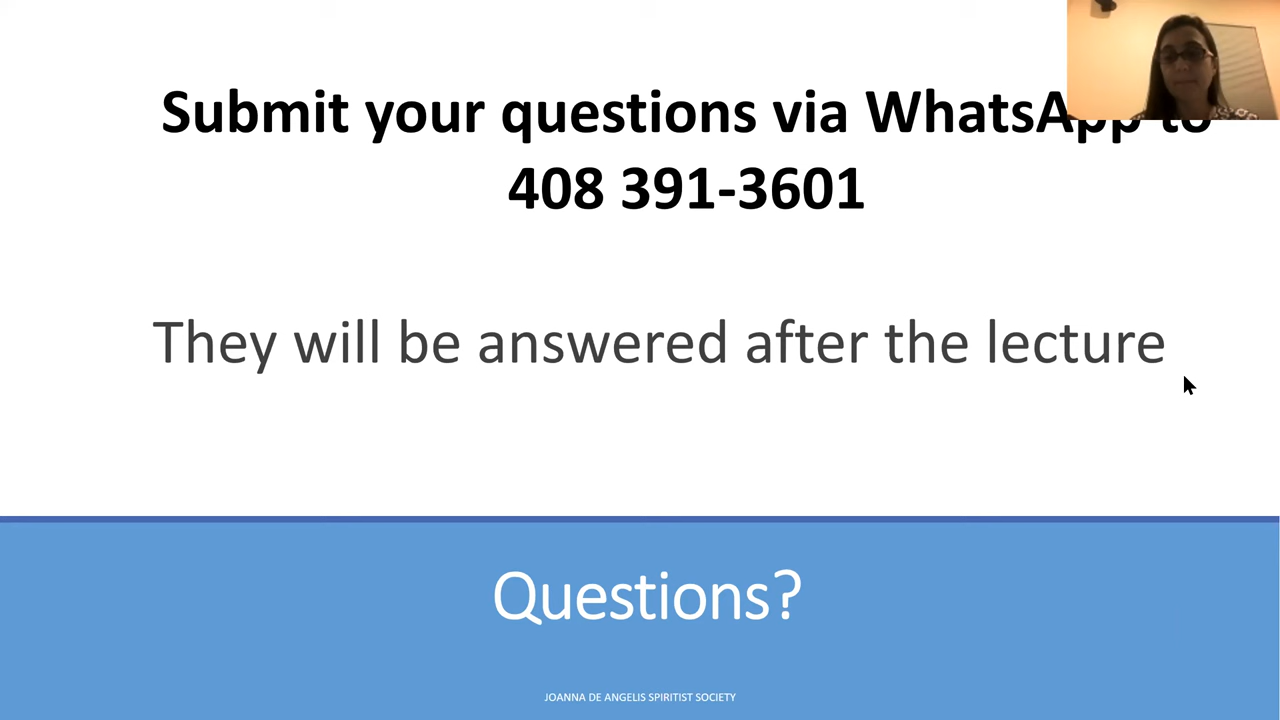 Submit your questions via WhatsApp to
408 391-3601
They will be answered after the lecture
Questions?
JOANNA DE ANGELIS SPIRITIST SOCIETY